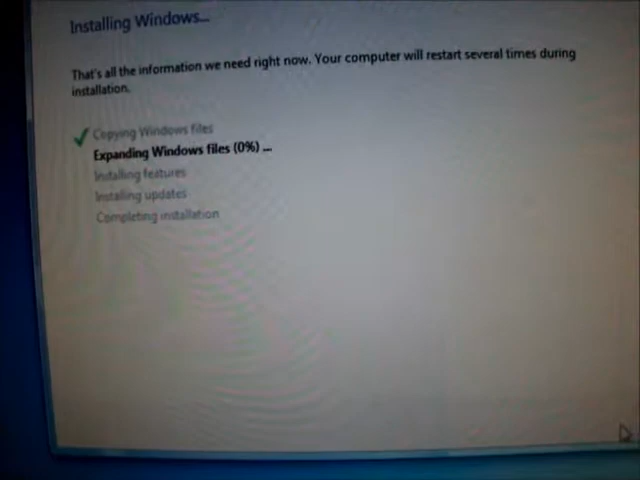 Installing Windows...
That's all the information we need right now. Your computer will restart several times during
installation.
Copying Windows files
Expanding Windows files (0%) ...
Installing features
Installing updates
Completing installation